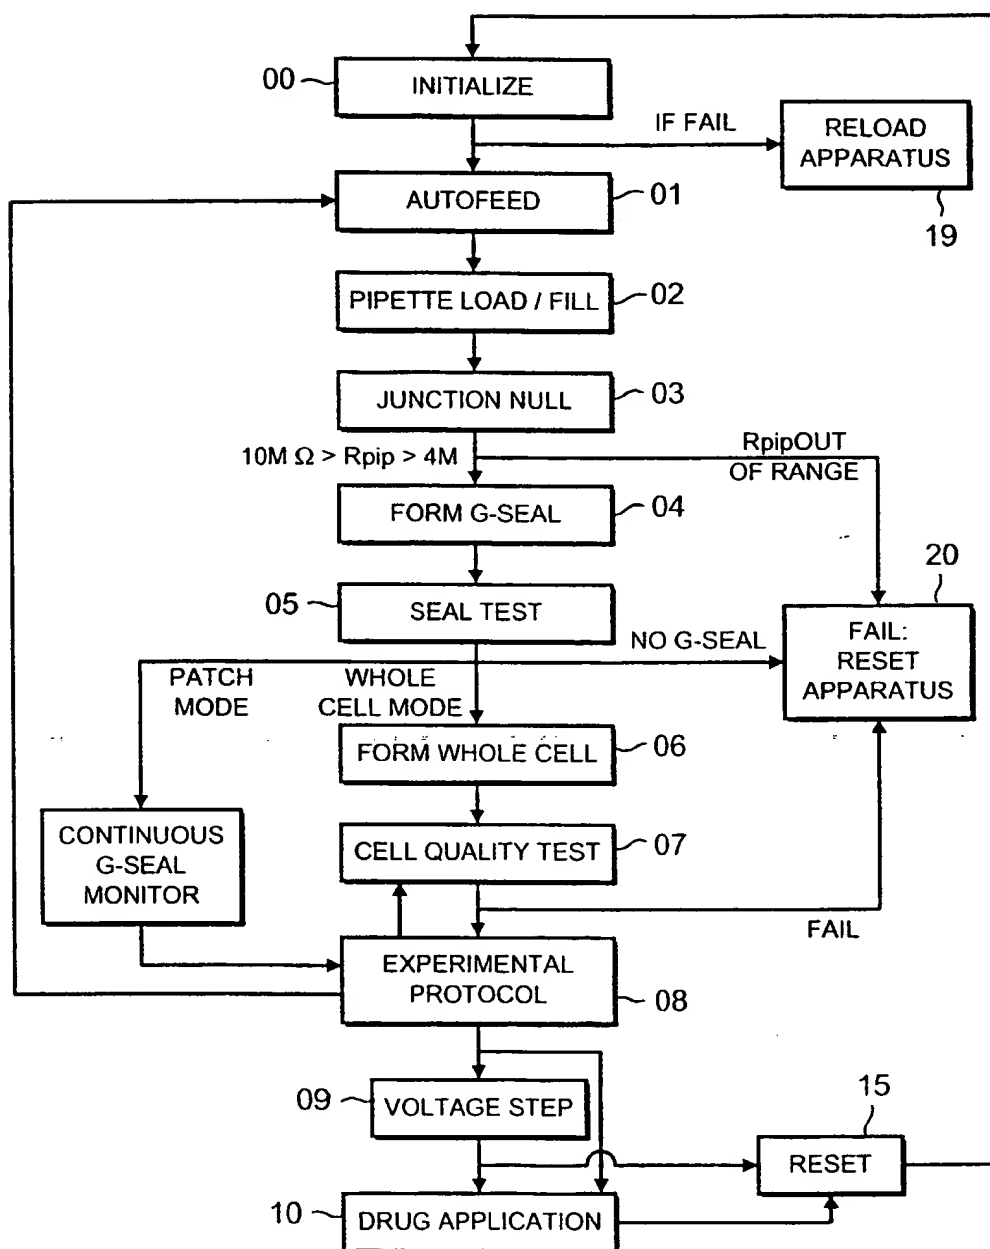 00
INITIALIZE
IF FAIL
RELOAD
APPARATUS
19
AUTOFEED
01
PIPETTE LOAD / FILL
02
JUNCTION NULL
03
10M Ω > Rpip > 4M
RpipOUT
OF RANGE
FORM G-SEAL
04
05
SEAL TEST
20
FAIL:
RESET
APPARATUS
NO G-SEAL
PATCH
MODE
WHOLE
CELL MODE
FORM WHOLE CELL
06
CONTINUOUS
G-SEAL
MONITOR
CELL QUALITY TEST
07
FAIL
EXPERIMENTAL
PROTOCOL
08
09
VOLTAGE STEP
15
RESET
10
DRUG APPLICATION